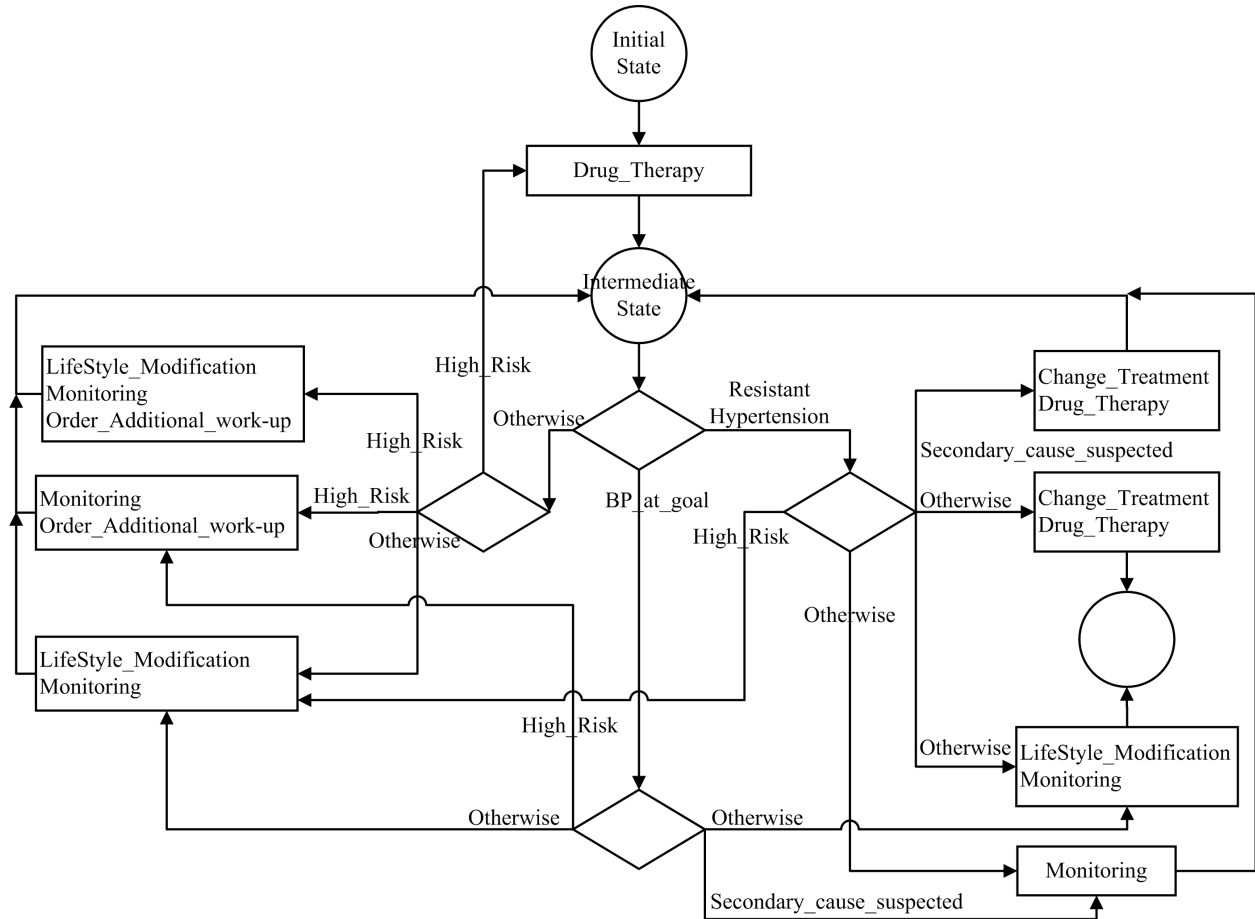 Initial
State
Drug_Therapy
Intermediate
State
High_Risk
LifeStyle_Modification
Monitoring
Order_Additional_work-up
Otherwise
Resistant
Hypertension
Change_Treatment
Drug_Therapy
High_Risk
Secondary_cause_suspected
Monitoring
Order_Additional_work-up
High_Risk
Otherwise
BP_at_goal
High_Risk
Otherwise
Change_Treatment
Drug_Therapy
Otherwise
LifeStyle_Modification
Monitoring
High_Risk
Otherwise
LifeStyle_Modification
Monitoring
Otherwise
Otherwise
Monitoring
Secondary_cause_suspected